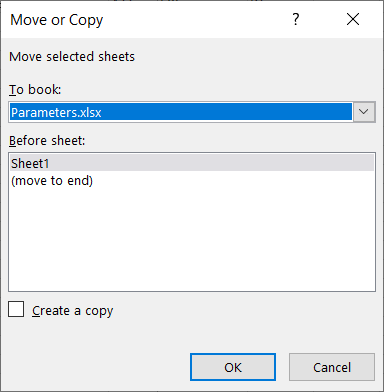 Move or Copy
Move selected sheets
To book:
Parameters.xlsx
Before sheet:
Sheet1
(move to end)
Create a copy
OK
Cancel